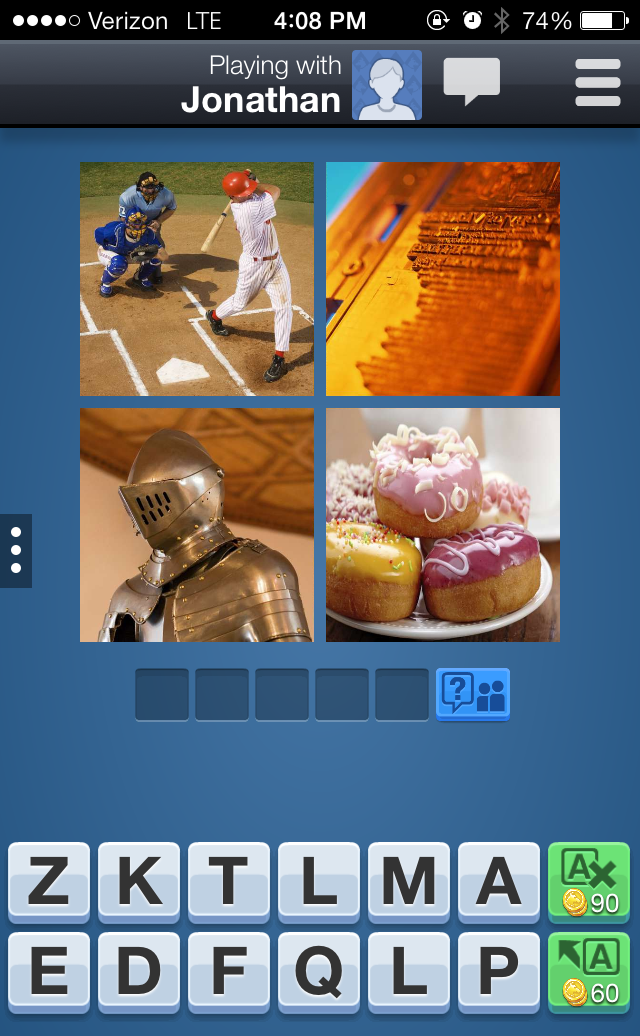 Verizon LTE 4:08 PM 74%
Playing with
Jonathan
?
Z K T L M A A 90
E D F Q L P A 60